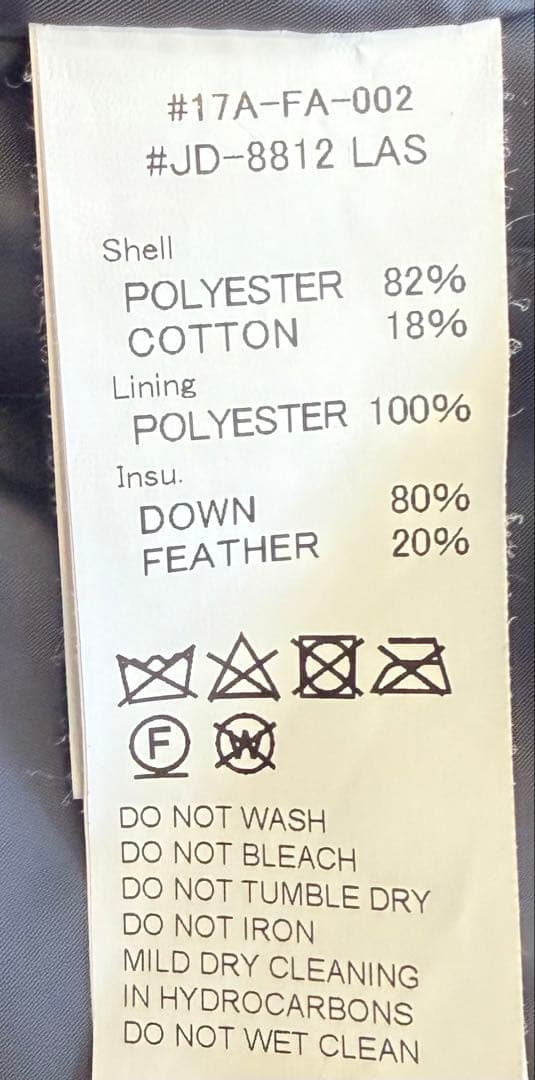 #17A-FA-002
#JD-8812 LAS
Shell
POLYESTER 82%
COTTON 18%
Lining
POLYESTER 100%
Insu.
DOWN 80%
FEATHER 20%
F W
DO NOT WASH
DO NOT BLEACH
DO NOT TUMBLE DRY
DO NOT IRON
MILD DRY CLEANING
IN HYDROCARBONS
DO NOT WET CLEAN